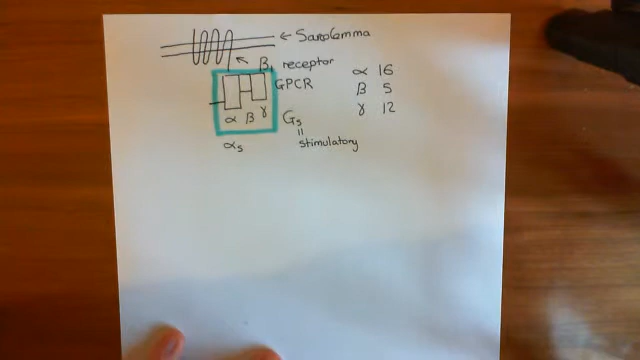 ← Sarcolemma
β₁ receptor
GPCR
α β γ
Gs
=
stimulatory
αs
α 16
β 5
γ 12